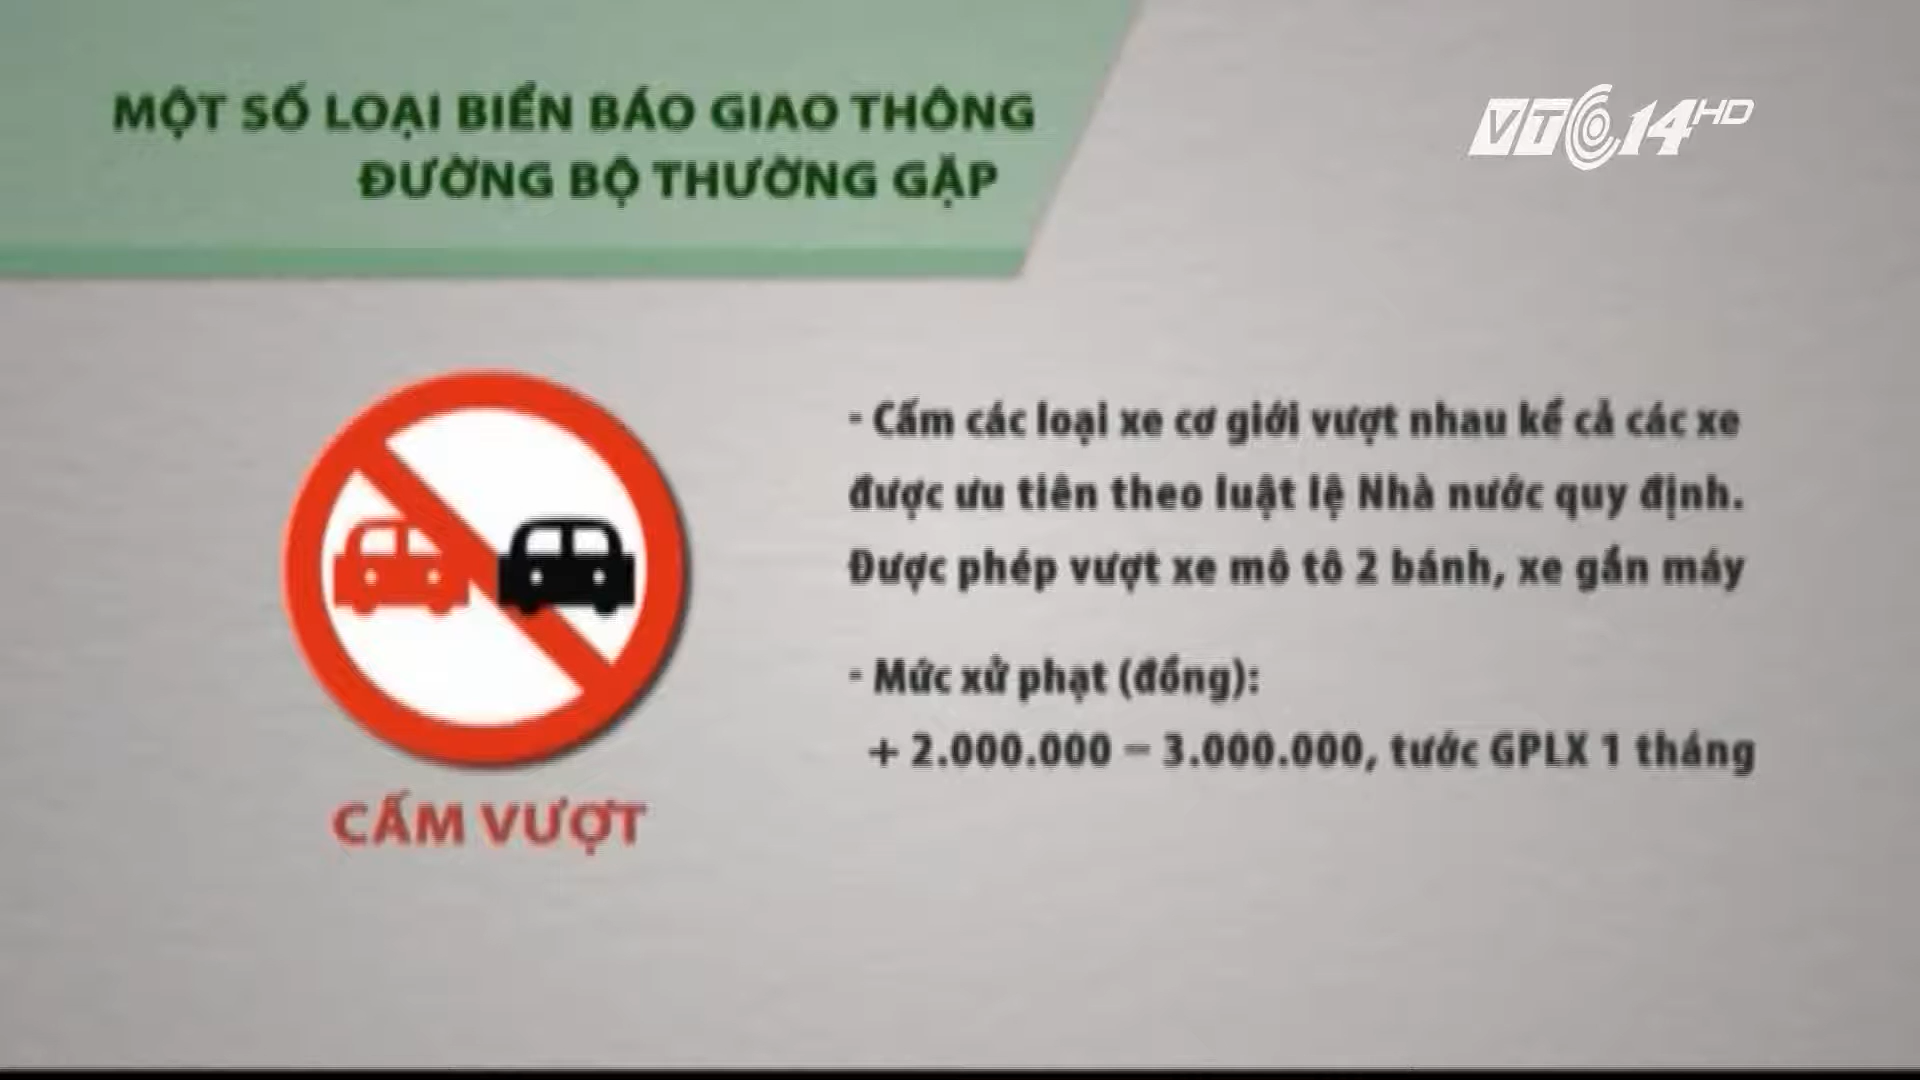 MỘT SỐ LOẠI BIỂN BÁO GIAO THÔNG
ĐƯỜNG BỘ THƯỜNG GẶP
VTC14HD
- Cấm các loại xe cơ giới vượt nhau kể cả các xe
được ưu tiên theo luật lệ Nhà nước quy định.
Được phép vượt xe mô tô 2 bánh, xe gắn máy
- Mức xử phạt (đồng):
+ 2.000.000 – 3.000.000, tước GPLX 1 tháng
CẤM VƯỢT